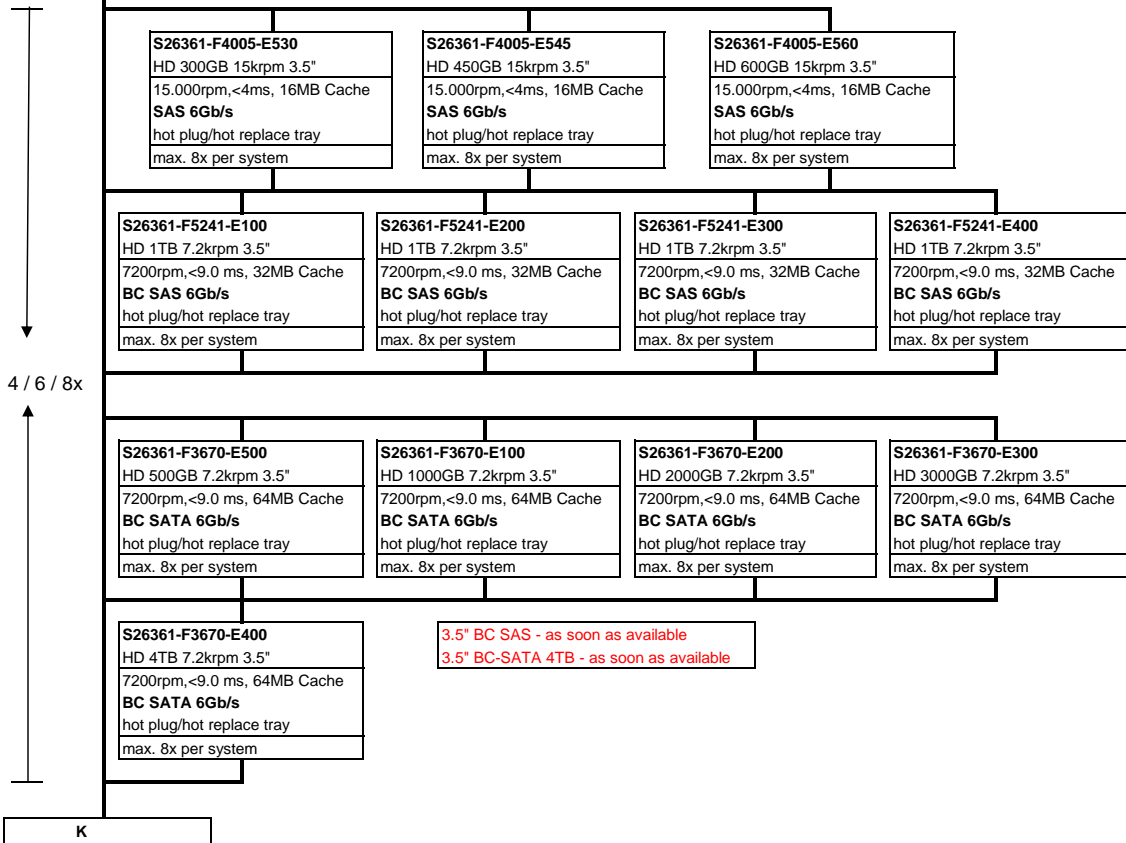 S26361-F4005-E530
HD 300GB 15krpm 3.5"
15.000rpm,<4ms, 16MB Cache
SAS 6Gb/s
hot plug/hot replace tray
max. 8x per system
S26361-F4005-E545
HD 450GB 15krpm 3.5"
15.000rpm,<4ms, 16MB Cache
SAS 6Gb/s
hot plug/hot replace tray
max. 8x per system
S26361-F4005-E560
HD 600GB 15krpm 3.5"
15.000rpm,<4ms, 16MB Cache
SAS 6Gb/s
hot plug/hot replace tray
max. 8x per system
S26361-F5241-E100
HD 1TB 7.2krpm 3.5"
7200rpm,<9.0 ms, 32MB Cache
BC SAS 6Gb/s
hot plug/hot replace tray
max. 8x per system
S26361-F5241-E200
HD 1TB 7.2krpm 3.5"
7200rpm,<9.0 ms, 32MB Cache
BC SAS 6Gb/s
hot plug/hot replace tray
max. 8x per system
S26361-F5241-E300
HD 1TB 7.2krpm 3.5"
7200rpm,<9.0 ms, 32MB Cache
BC SAS 6Gb/s
hot plug/hot replace tray
max. 8x per system
S26361-F5241-E400
HD 1TB 7.2krpm 3.5"
7200rpm,<9.0 ms, 32MB Cache
BC SAS 6Gb/s
hot plug/hot replace tray
max. 8x per system
4 / 6 / 8x
S26361-F3670-E500
HD 500GB 7.2krpm 3.5"
7200rpm,<9.0 ms, 64MB Cache
BC SATA 6Gb/s
hot plug/hot replace tray
max. 8x per system
S26361-F3670-E100
HD 1000GB 7.2krpm 3.5"
7200rpm,<9.0 ms, 64MB Cache
BC SATA 6Gb/s
hot plug/hot replace tray
max. 8x per system
S26361-F3670-E200
HD 2000GB 7.2krpm 3.5"
7200rpm,<9.0 ms, 64MB Cache
BC SATA 6Gb/s
hot plug/hot replace tray
max. 8x per system
S26361-F3670-E300
HD 3000GB 7.2krpm 3.5"
7200rpm,<9.0 ms, 64MB Cache
BC SATA 6Gb/s
hot plug/hot replace tray
max. 8x per system
S26361-F3670-E400
HD 4TB 7.2krpm 3.5"
7200rpm,<9.0 ms, 64MB Cache
BC SATA 6Gb/s
hot plug/hot replace tray
max. 8x per system
3.5" BC SAS - as soon as available
3.5" BC-SATA 4TB - as soon as available
K